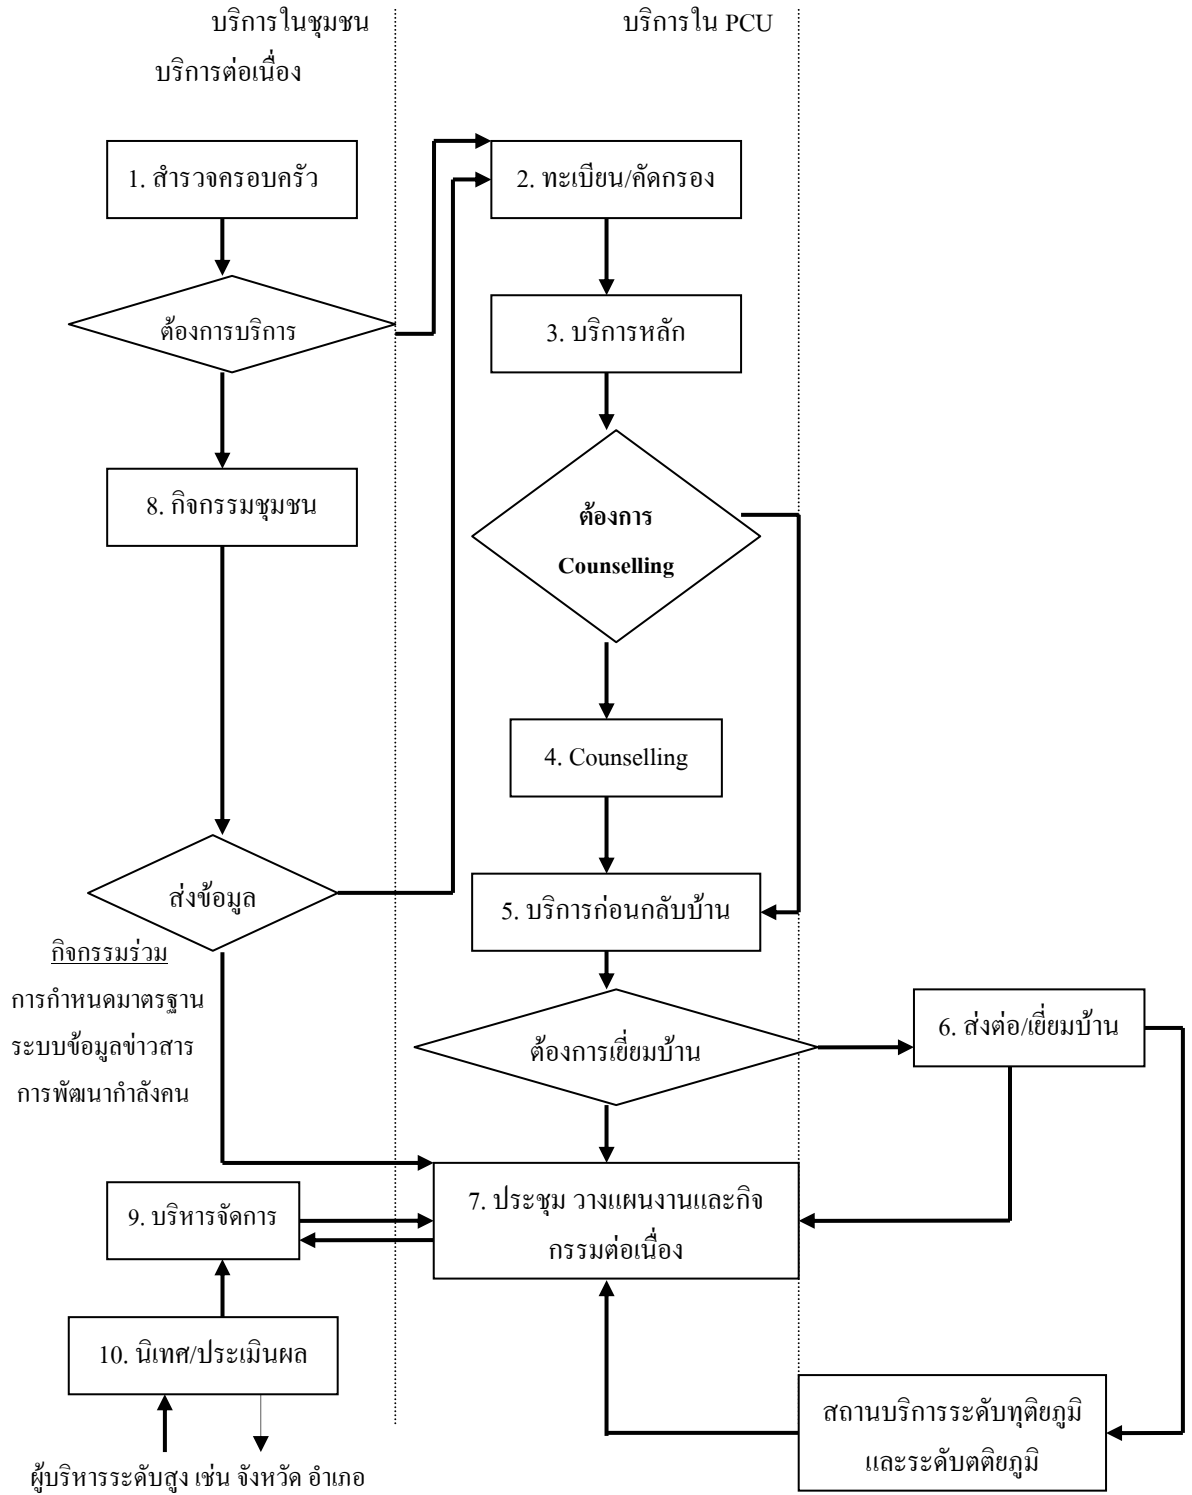 บริการในชุมชน
บริการใน PCU
บริการต่อเนื่อง
1. สำรวจครอบครัว
2. ทะเบียน/คัดกรอง
ต้องการบริการ
3. บริการหลัก
8. กิจกรรมชุมชน
ต้องการ
Counselling
4. Counselling
ส่งข้อมูล
5. บริการก่อนกลับบ้าน
กิจกรรมร่วม
การกำหนดมาตรฐาน
ระบบข้อมูลข่าวสาร
การพัฒนากำลังคน
ต้องการเยี่ยมบ้าน
6. ส่งต่อ/เยี่ยมบ้าน
7. ประชุม วางแผนงานและกิจ
กรรมต่อเนื่อง
9. บริหารจัดการ
10. นิเทศ/ประเมินผล
สถานบริการระดับทุติยภูมิ
และระดับตติยภูมิ
ผู้บริหารระดับสูง เช่น จังหวัด อำเภอ